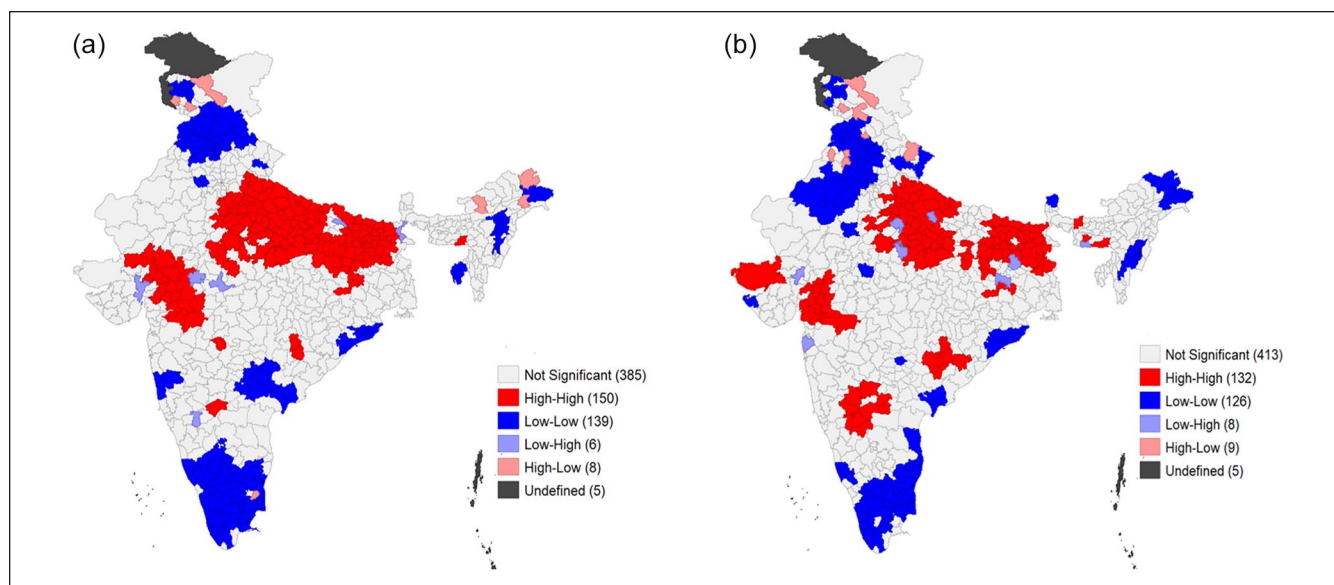 (a)
Not Significant (385)
High-High (150)
Low-Low (139)
Low-High (6)
High-Low (8)
Undefined (5)
(b)
Not Significant (413)
High-High (132)
Low-Low (126)
Low-High (8)
High-Low (9)
Undefined (5)